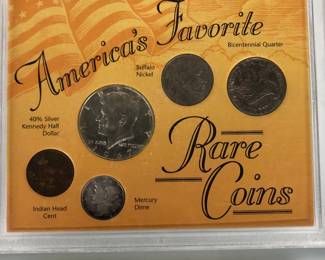 America's Favorite
Bicentennial Quarter
Buffalo
Nickel
40% Silver
Kennedy Half
Dollar
Rare
Coins
Indian Head
Cent
Mercury
Dime